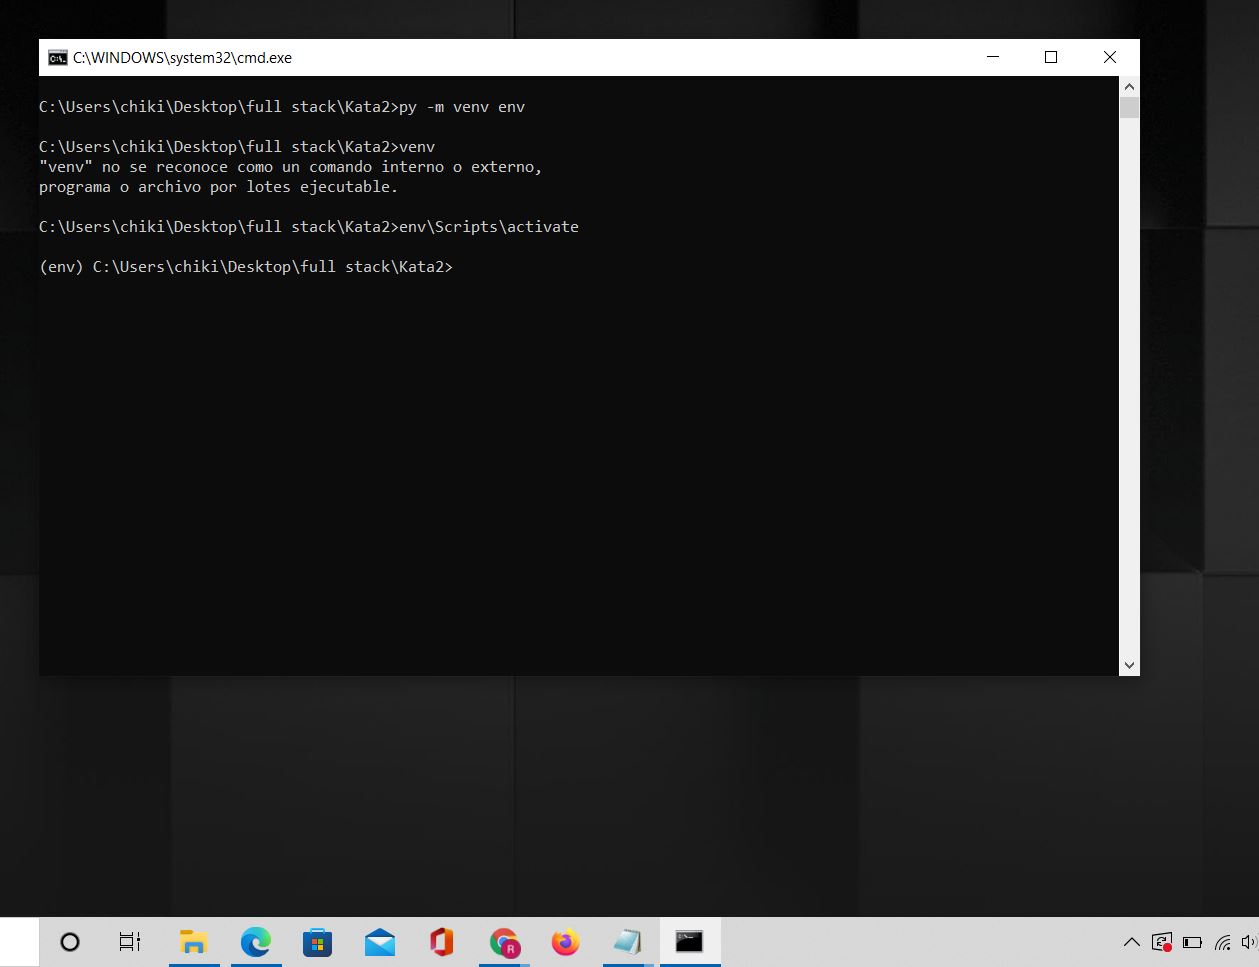 C:\WINDOWS\system32\cmd.exe
C:\Users\chiki\Desktop\full stack\Kata2>py -m venv env
C:\Users\chiki\Desktop\full stack\Kata2>venv
"venv" no se reconoce como un comando interno o externo,
programa o archivo por lotes ejecutable.
C:\Users\chiki\Desktop\full stack\Kata2>env\Scripts\activate
(env) C:\Users\chiki\Desktop\full stack\Kata2>
R